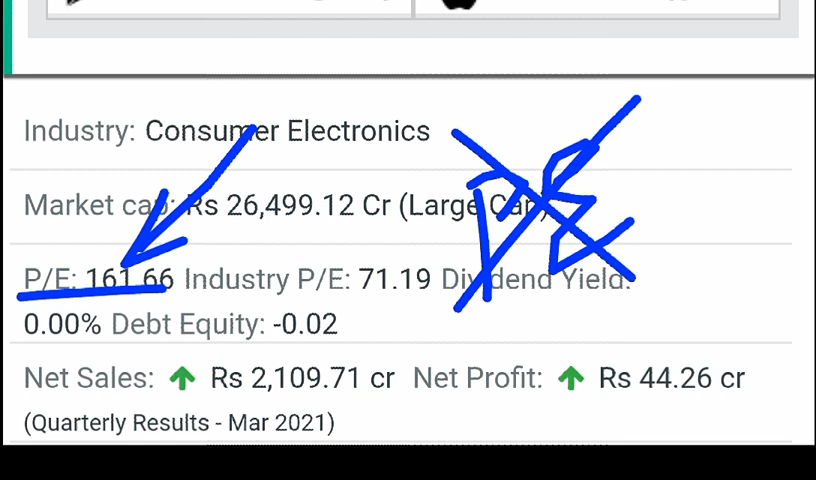 Industry: Consumer Electronics
Market cap: Rs 26,499.12 Cr (Large Cap)
P/E: 161.66 Industry P/E: 71.19 Dividend Yield:
0.00% Debt Equity: -0.02
Net Sales: Rs 2,109.71 cr Net Profit: Rs 44.26 cr
(Quarterly Results - Mar 2021)